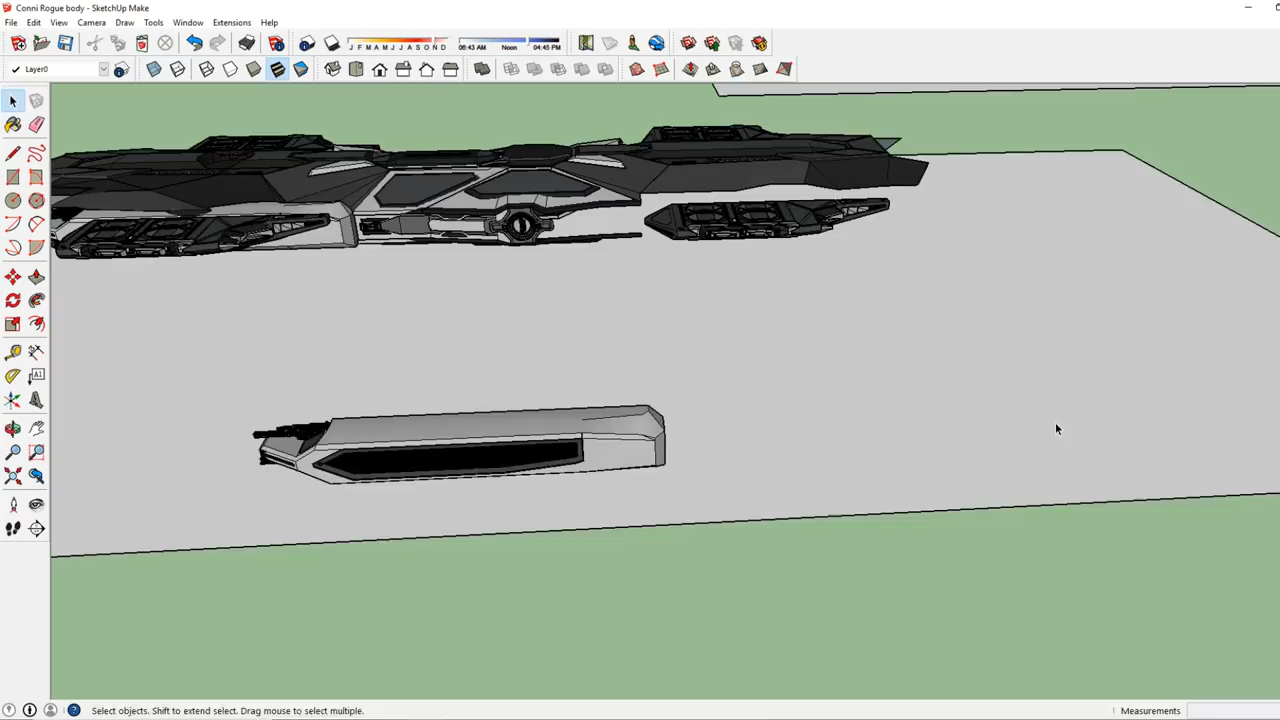 Conni Rogue body - SketchUp Make
File Edit View Camera Draw Tools Window Extensions Help
J F M A M J J A S O N D 06:43 AM Noon 04:45 PM
Layer0
A1
Select objects. Shift to extend select. Drag mouse to select multiple. Measurements